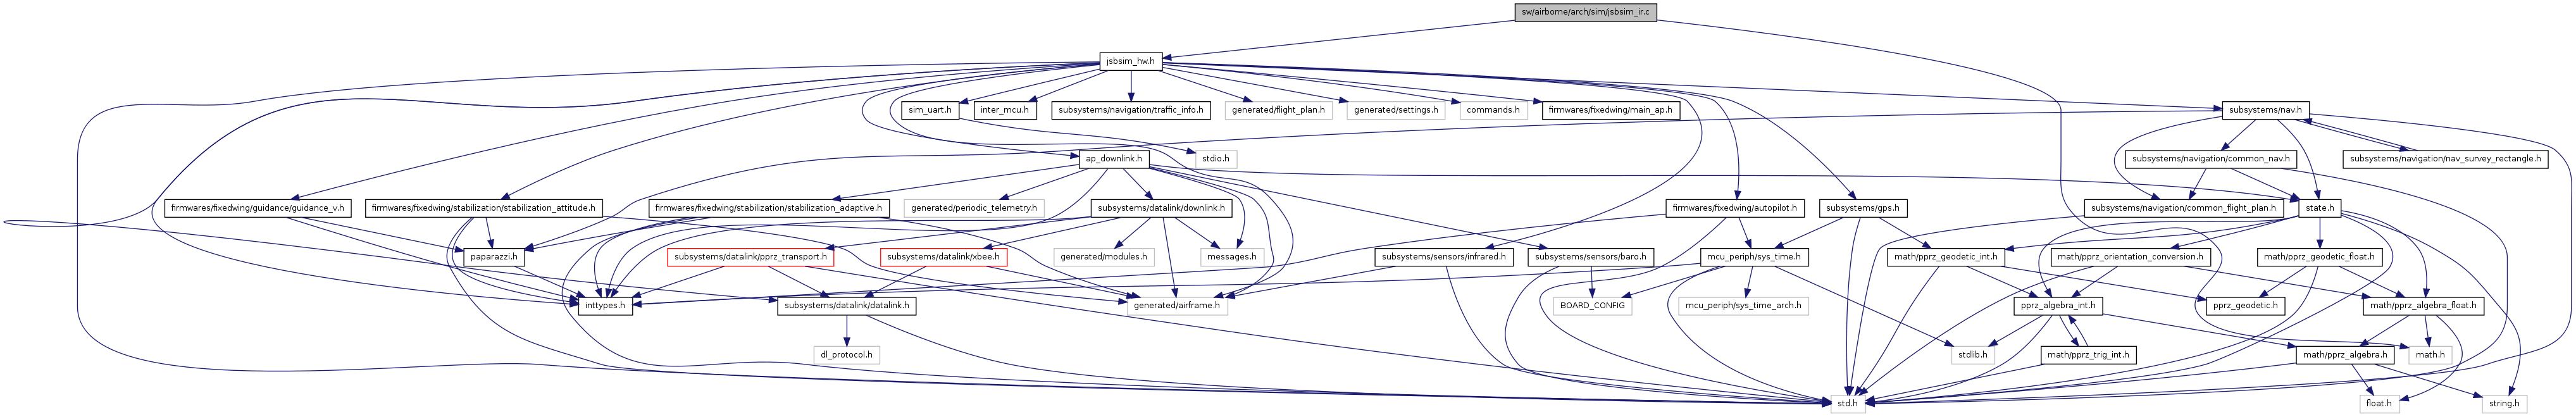 sw/airborne/arch/sim/jsbsim_ir.c
jsbsim_hw.h
sim_uart.h
inter_mcu.h
subsystems/navigation/traffic_info.h
generated/flight_plan.h
generated/settings.h
commands.h
firmwares/fixedwing/main_ap.h
subsystems/nav.h
ap_downlink.h
stdio.h
subsystems/navigation/common_nav.h
subsystems/navigation/nav_survey_rectangle.h
firmwares/fixedwing/guidance/guidance_v.h
firmwares/fixedwing/stabilization/stabilization_attitude.h
firmwares/fixedwing/stabilization/stabilization_adaptive.h
generated/periodic_telemetry.h
subsystems/datalink/downlink.h
firmwares/fixedwing/autopilot.h
subsystems/gps.h
subsystems/navigation/common_flight_plan.h
state.h
paparazzi.h
subsystems/datalink/pprz_transport.h
subsystems/datalink/xbee.h
generated/modules.h
messages.h
subsystems/sensors/infrared.h
subsystems/sensors/baro.h
mcu_periph/sys_time.h
math/pprz_geodetic_int.h
math/pprz_orientation_conversion.h
math/pprz_geodetic_float.h
inttypes.h
subsystems/datalink/datalink.h
generated/airframe.h
BOARD_CONFIG
mcu_periph/sys_time_arch.h
pprz_algebra_int.h
pprz_geodetic.h
math/pprz_algebra_float.h
dl_protocol.h
stdlib.h
math/pprz_trig_int.h
math/pprz_algebra.h
math.h
std.h
float.h
string.h